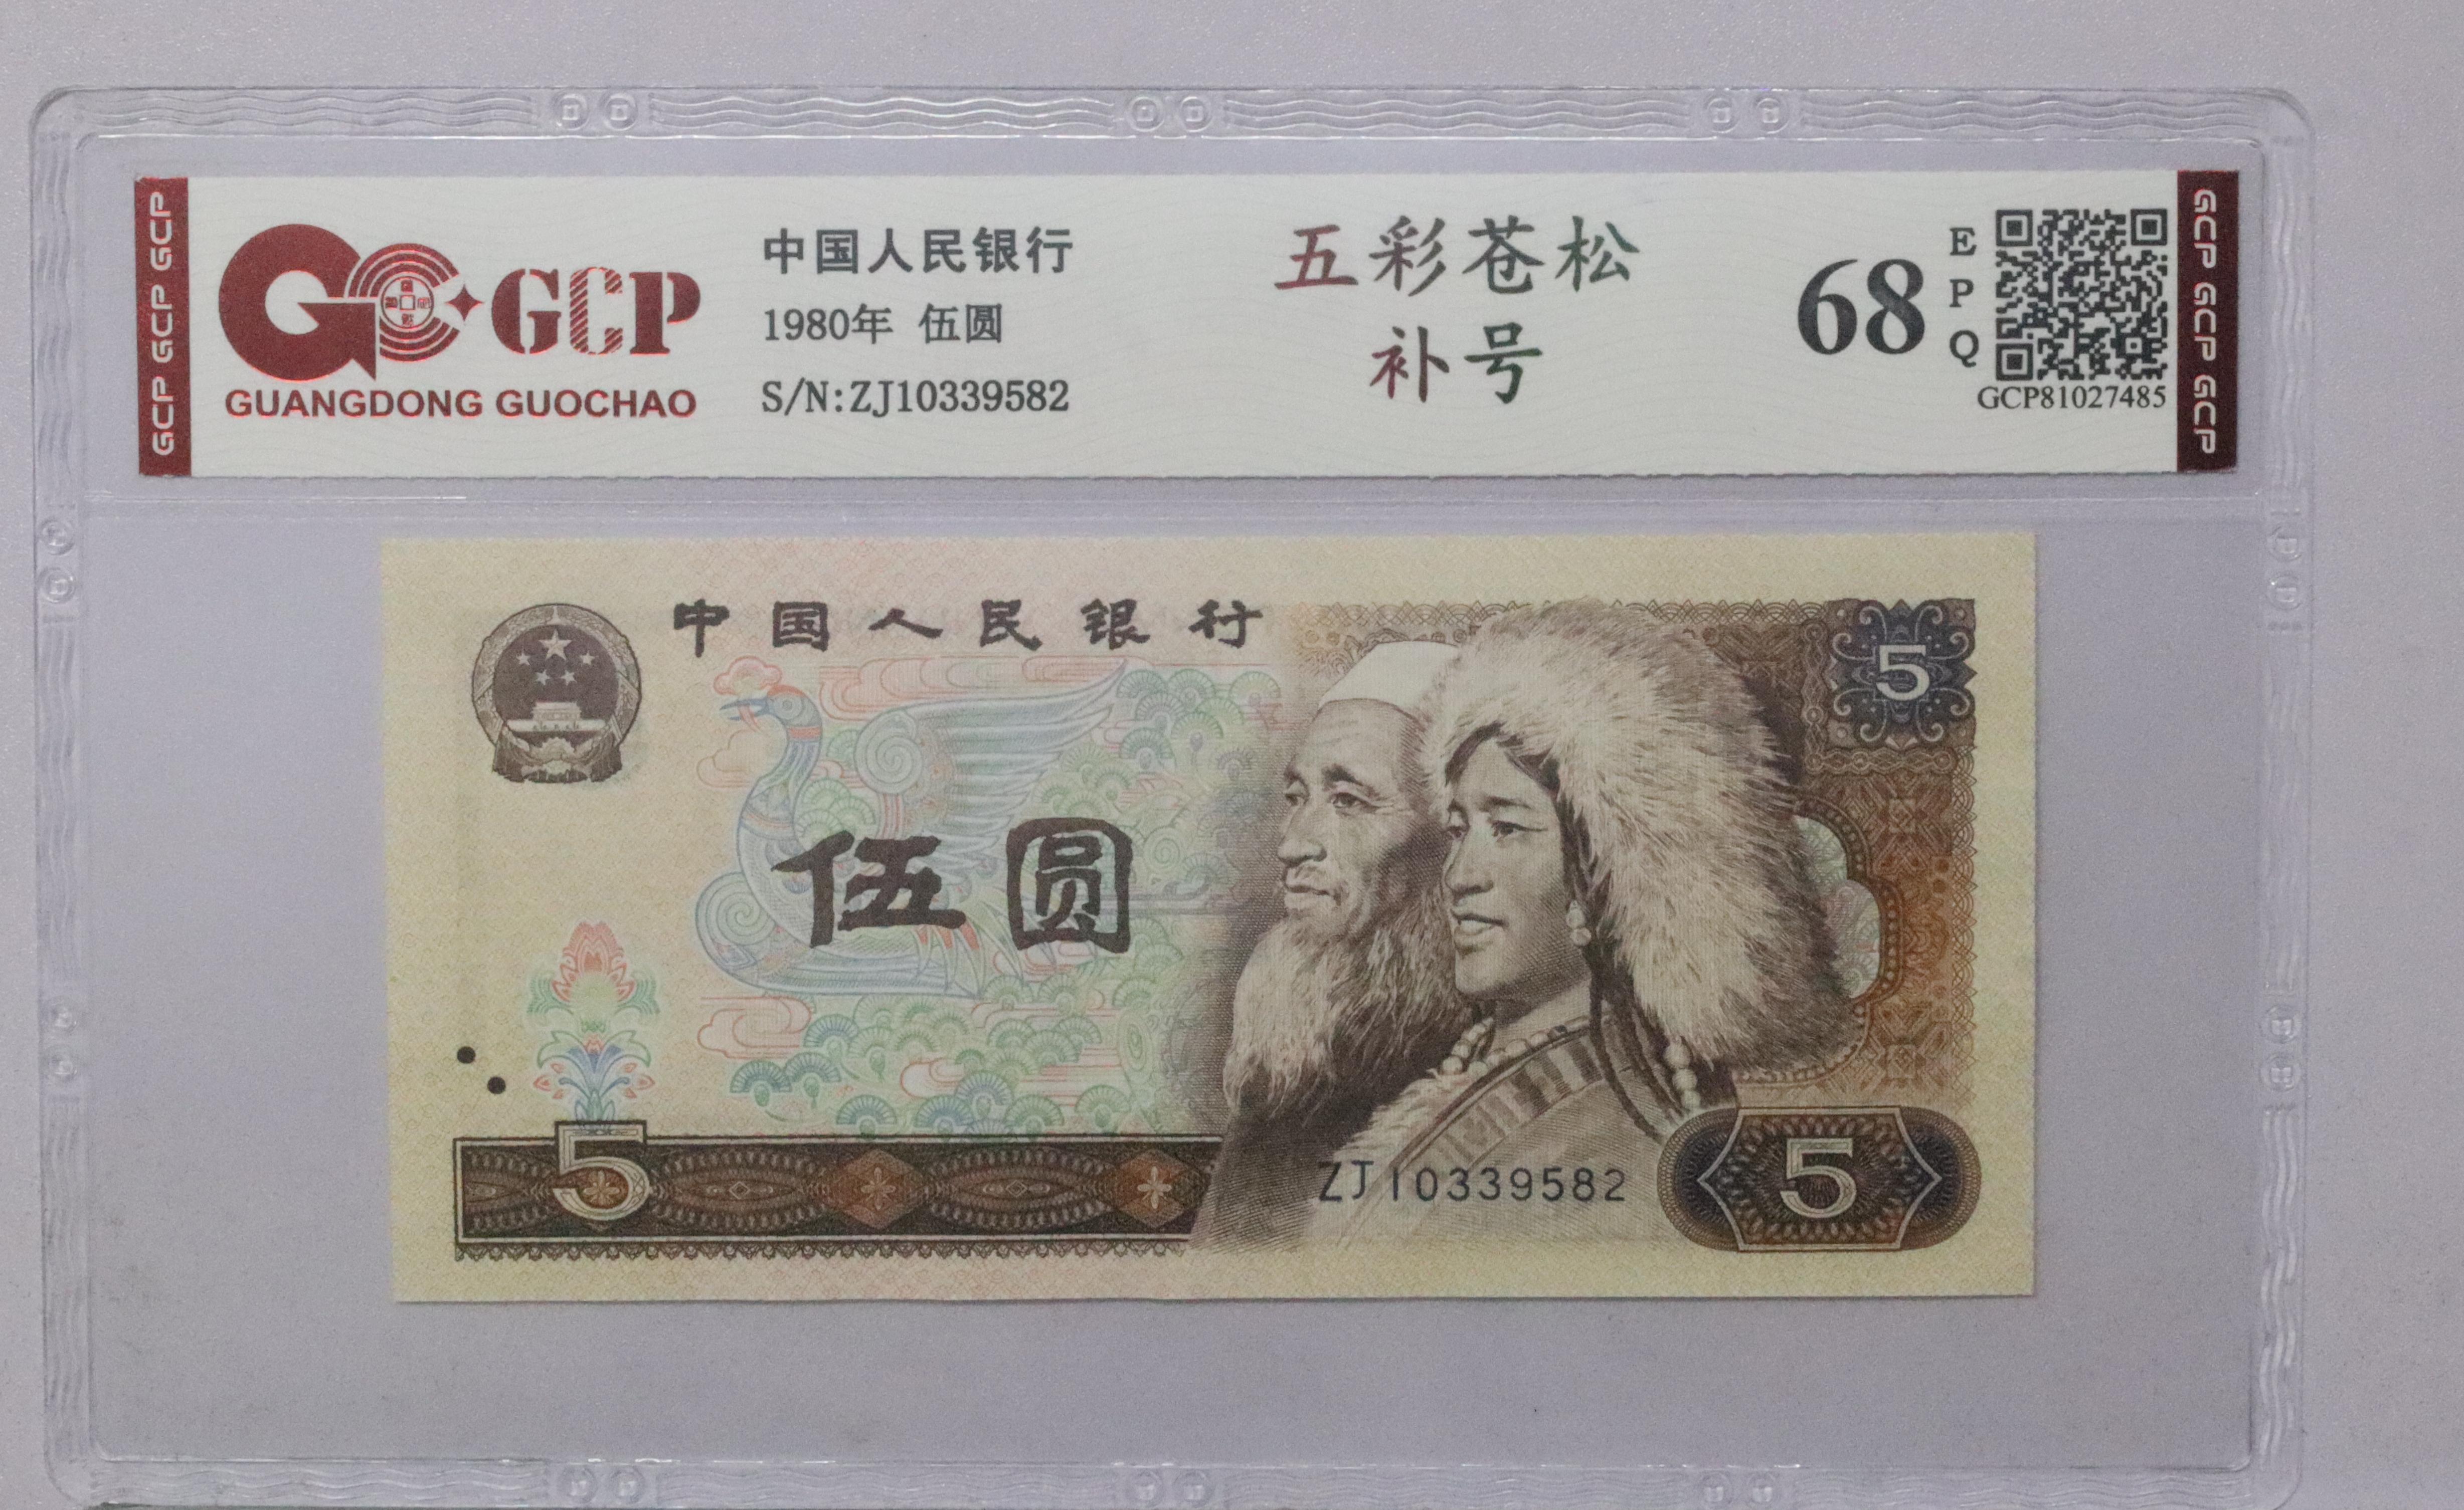 GCP GCP GCP
GCP
GUANGDONG GUOCHAO
中国人民银行
1980年 伍圆
S/N:ZJ10339582
五彩苍松
补号
68
E
P
Q
GCP81027485
GCP GCP GCP
中国人民银行
5
伍圆
5
ZJ10339582
5